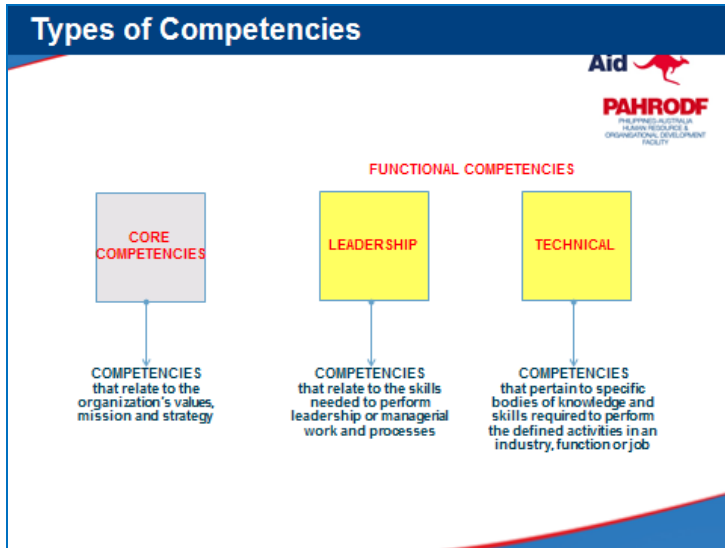 Types of Competencies
Aid
PAHRODF
PHILIPPINES-AUSTRALIA
HUMAN RESOURCE &
ORGANISATIONAL DEVELOPMENT
FACILITY
FUNCTIONAL COMPETENCIES
CORE
COMPETENCIES
LEADERSHIP
TECHNICAL
COMPETENCIES
that relate to the
organization's values,
mission and strategy
COMPETENCIES
that relate to the skills
needed to perform
leadership or managerial
work and processes
COMPETENCIES
that pertain to specific
bodies of knowledge and
skills required to perform
the defined activities in an
industry, function or job